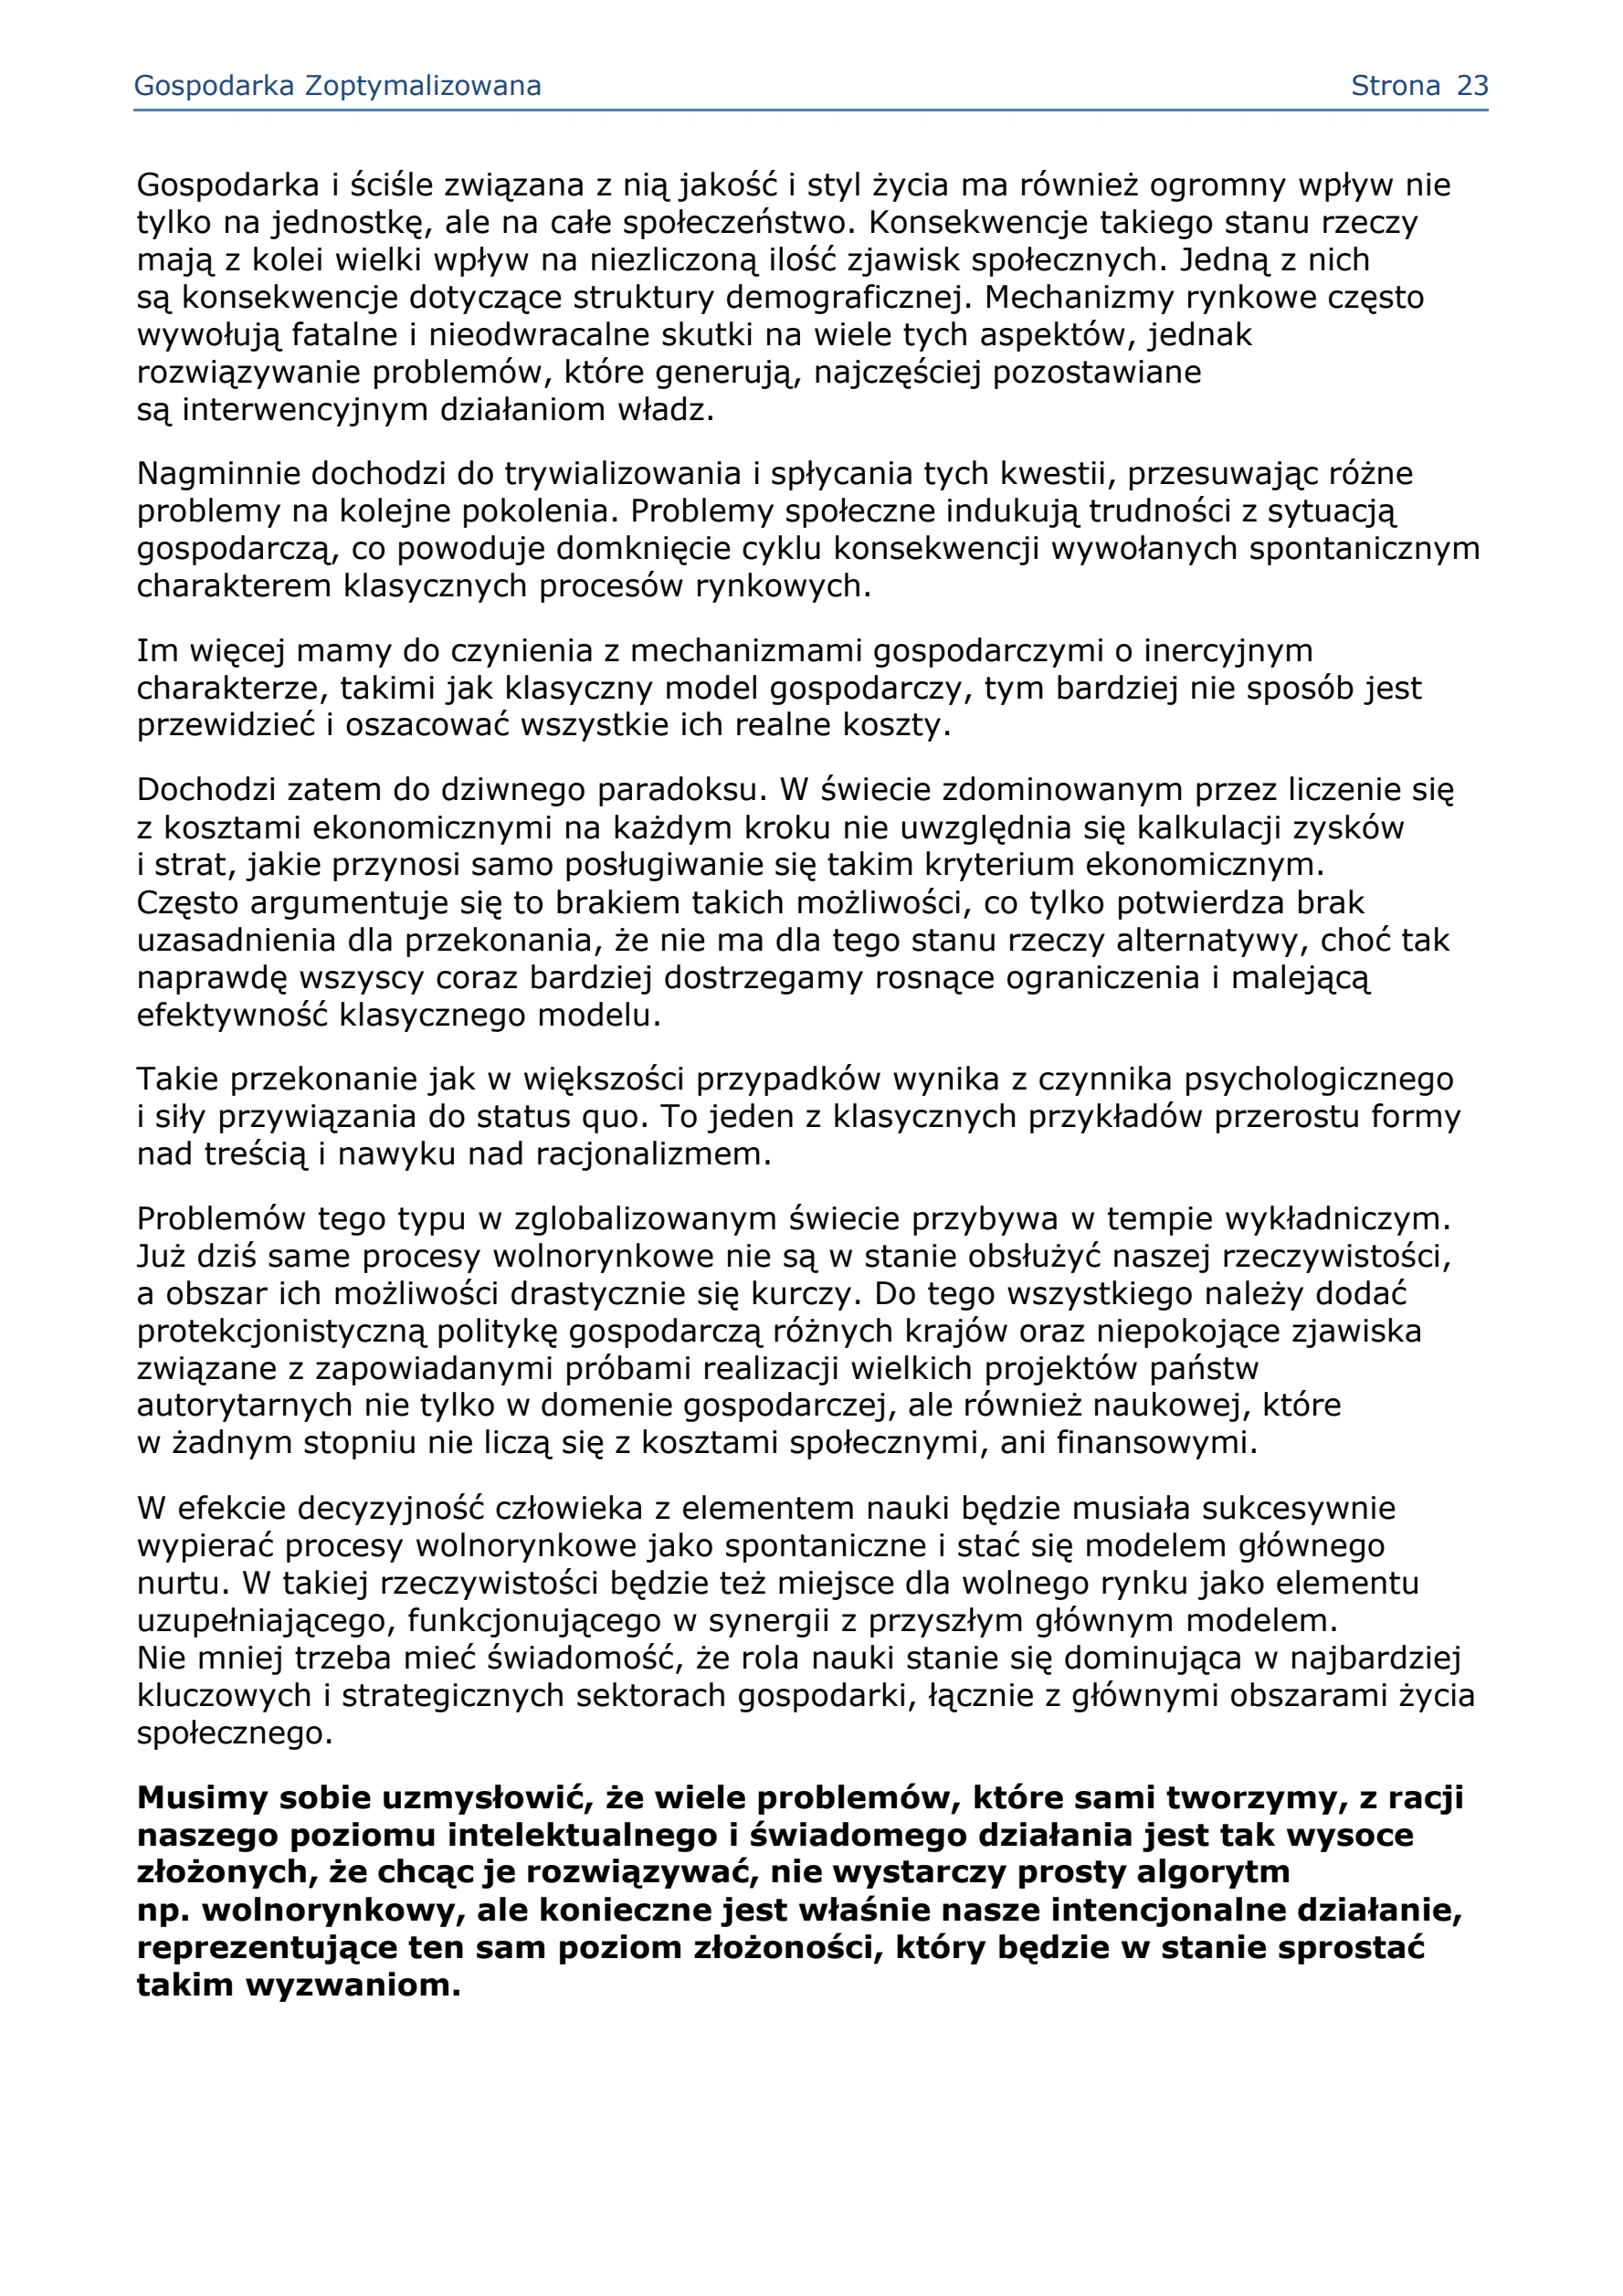 Gospodarka Zoptymalizowana Strona 23
Gospodarka i ściśle związana z nią jakość i styl życia ma również ogromny wpływ nie
tylko na jednostkę, ale na całe społeczeństwo. Konsekwencje takiego stanu rzeczy
mają z kolei wielki wpływ na niezliczoną ilość zjawisk społecznych. Jedną z nich
są konsekwencje dotyczące struktury demograficznej. Mechanizmy rynkowe często
wywołują fatalne i nieodwracalne skutki na wiele tych aspektów, jednak
rozwiązywanie problemów, które generują, najczęściej pozostawiane
są interwencyjnym działaniom władz.
Nagminnie dochodzi do trywializowania i spłycania tych kwestii, przesuwając różne
problemy na kolejne pokolenia. Problemy społeczne indukują trudności z sytuacją
gospodarczą, co powoduje domknięcie cyklu konsekwencji wywołanych spontanicznym
charakterem klasycznych procesów rynkowych.
Im więcej mamy do czynienia z mechanizmami gospodarczymi o inercyjnym
charakterze, takimi jak klasyczny model gospodarczy, tym bardziej nie sposób jest
przewidzieć i oszacować wszystkie ich realne koszty.
Dochodzi zatem do dziwnego paradoksu. W świecie zdominowanym przez liczenie się
z kosztami ekonomicznymi na każdym kroku nie uwzględnia się kalkulacji zysków
i strat, jakie przynosi samo posługiwanie się takim kryterium ekonomicznym.
Często argumentuje się to brakiem takich możliwości, co tylko potwierdza brak
uzasadnienia dla przekonania, że nie ma dla tego stanu rzeczy alternatywy, choć tak
naprawdę wszyscy coraz bardziej dostrzegamy rosnące ograniczenia i malejącą
efektywność klasycznego modelu.
Takie przekonanie jak w większości przypadków wynika z czynnika psychologicznego
i siły przywiązania do status quo. To jeden z klasycznych przykładów przerostu formy
nad treścią i nawyku nad racjonalizmem.
Problemów tego typu w zglobalizowanym świecie przybywa w tempie wykładniczym.
Już dziś same procesy wolnorynkowe nie są w stanie obsłużyć naszej rzeczywistości,
a obszar ich możliwości drastycznie się kurczy. Do tego wszystkiego należy dodać
protekcjonistyczną politykę gospodarczą różnych krajów oraz niepokojące zjawiska
związane z zapowiadanymi próbami realizacji wielkich projektów państw
autorytarnych nie tylko w domenie gospodarczej, ale również naukowej, które
w żadnym stopniu nie liczą się z kosztami społecznymi, ani finansowymi.
W efekcie decyzyjność człowieka z elementem nauki będzie musiała sukcesywnie
wypierać procesy wolnorynkowe jako spontaniczne i stać się modelem głównego
nurtu. W takiej rzeczywistości będzie też miejsce dla wolnego rynku jako elementu
uzupełniającego, funkcjonującego w synergii z przyszłym głównym modelem.
Nie mniej trzeba mieć świadomość, że rola nauki stanie się dominująca w najbardziej
kluczowych i strategicznych sektorach gospodarki, łącznie z głównymi obszarami życia
społecznego.
Musimy sobie uzmysłowić, że wiele problemów, które sami tworzymy, z racji
naszego poziomu intelektualnego i świadomego działania jest tak wysoce
złożonych, że chcąc je rozwiązywać, nie wystarczy prosty algorytm
np. wolnorynkowy, ale konieczne jest właśnie nasze intencjonalne działanie,
reprezentujące ten sam poziom złożoności, który będzie w stanie sprostać
takim wyzwaniom.